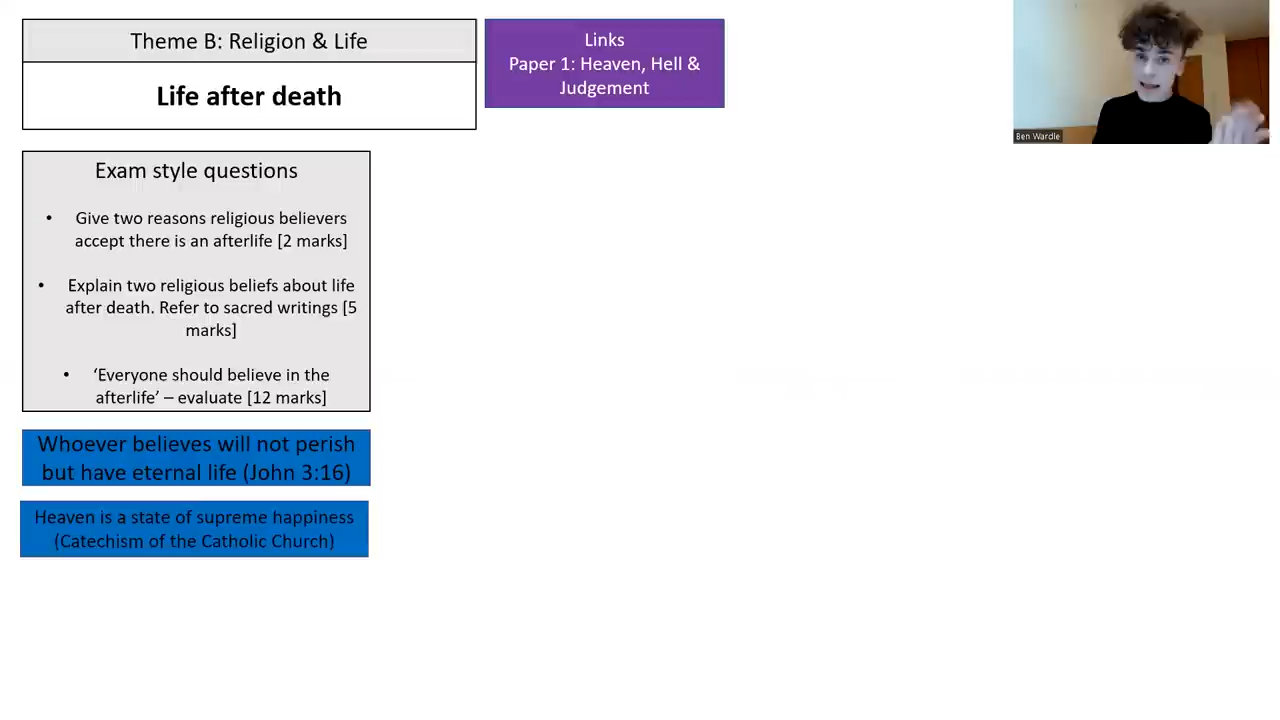 Theme B: Religion & Life
Life after death
Links
Paper 1: Heaven, Hell &
Judgement
Ben Wardle
Exam style questions
• Give two reasons religious believers
accept there is an afterlife [2 marks]
• Explain two religious beliefs about life
after death. Refer to sacred writings [5
marks]
• ‘Everyone should believe in the
afterlife’ – evaluate [12 marks]
Whoever believes will not perish
but have eternal life (John 3:16)
Heaven is a state of supreme happiness
(Catechism of the Catholic Church)